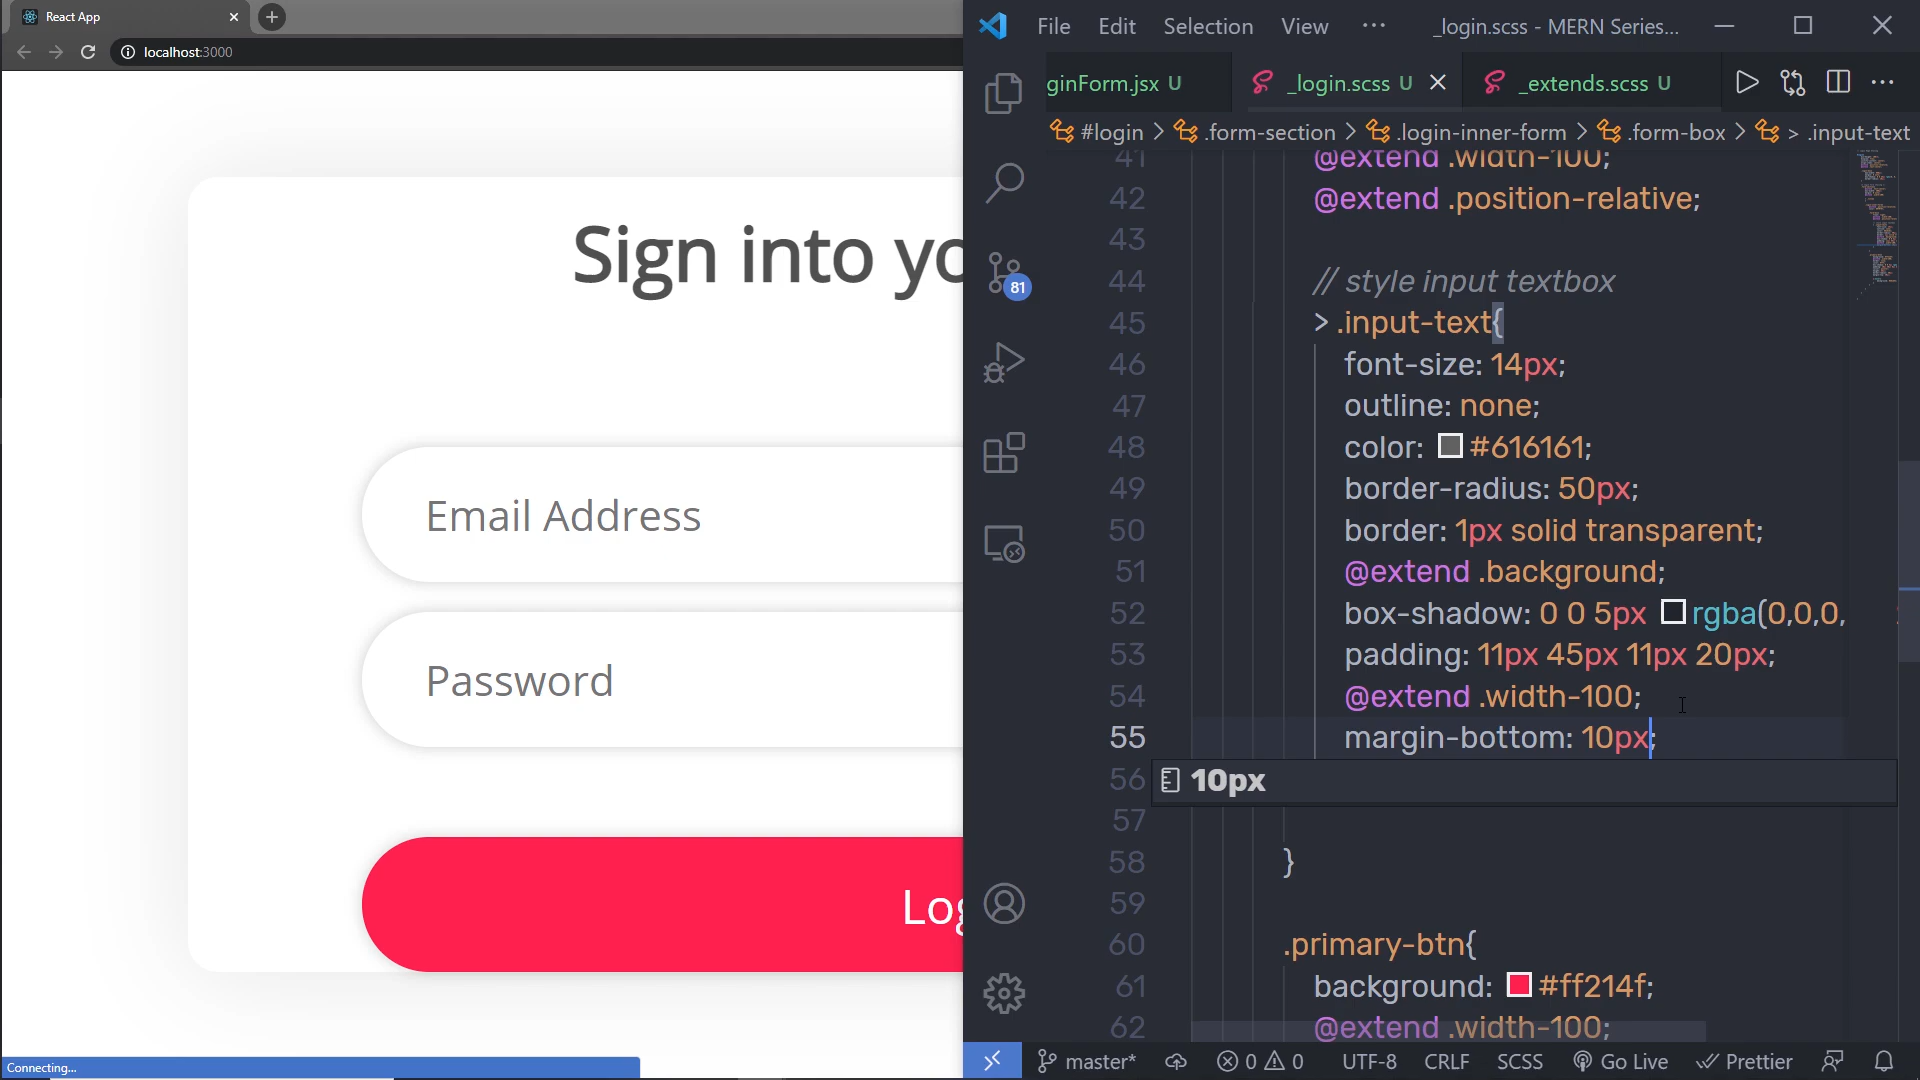 React App
localhost:3000
Sign into yo
Email Address
Password
Log
Connecting...
File Edit Selection View ··· _login.scss - MERN Series...
ginForm.jsx U _login.scss U _extends.scss U
#login > .form-section > .login-inner-form > .form-box > > .input-text
41 @extend .width-100;
42 @extend .position-relative;
43
44 // style input textbox
45 > .input-text{
46 font-size: 14px;
47 outline: none;
48 color: #616161;
49 border-radius: 50px;
50 border: 1px solid transparent;
51 @extend .background;
52 box-shadow: 0 0 5px rgba(0,0,0,
53 padding: 11px 45px 11px 20px;
54 @extend .width-100;
55 margin-bottom: 10px;
56 10px
57
58 }
59
60 .primary-btn{
61 background: #ff214f;
62 @extend .width-100;
81
master* 0 0 UTF-8 CRLF SCSS Go Live Prettier